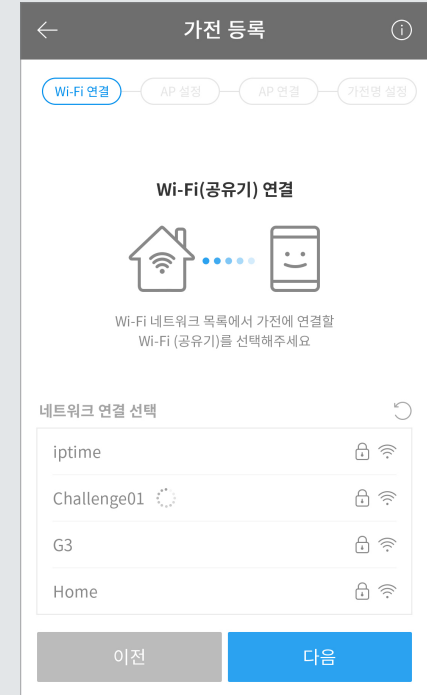 가전 등록
Wi-Fi 연결 AP 설정 AP 연결 가전명 설정
Wi-Fi(공유기) 연결
Wi-Fi 네트워크 목록에서 가전에 연결할
Wi-Fi (공유기)를 선택해주세요
네트워크 연결 선택
iptime
Challenge01
G3
Home
이전 다음